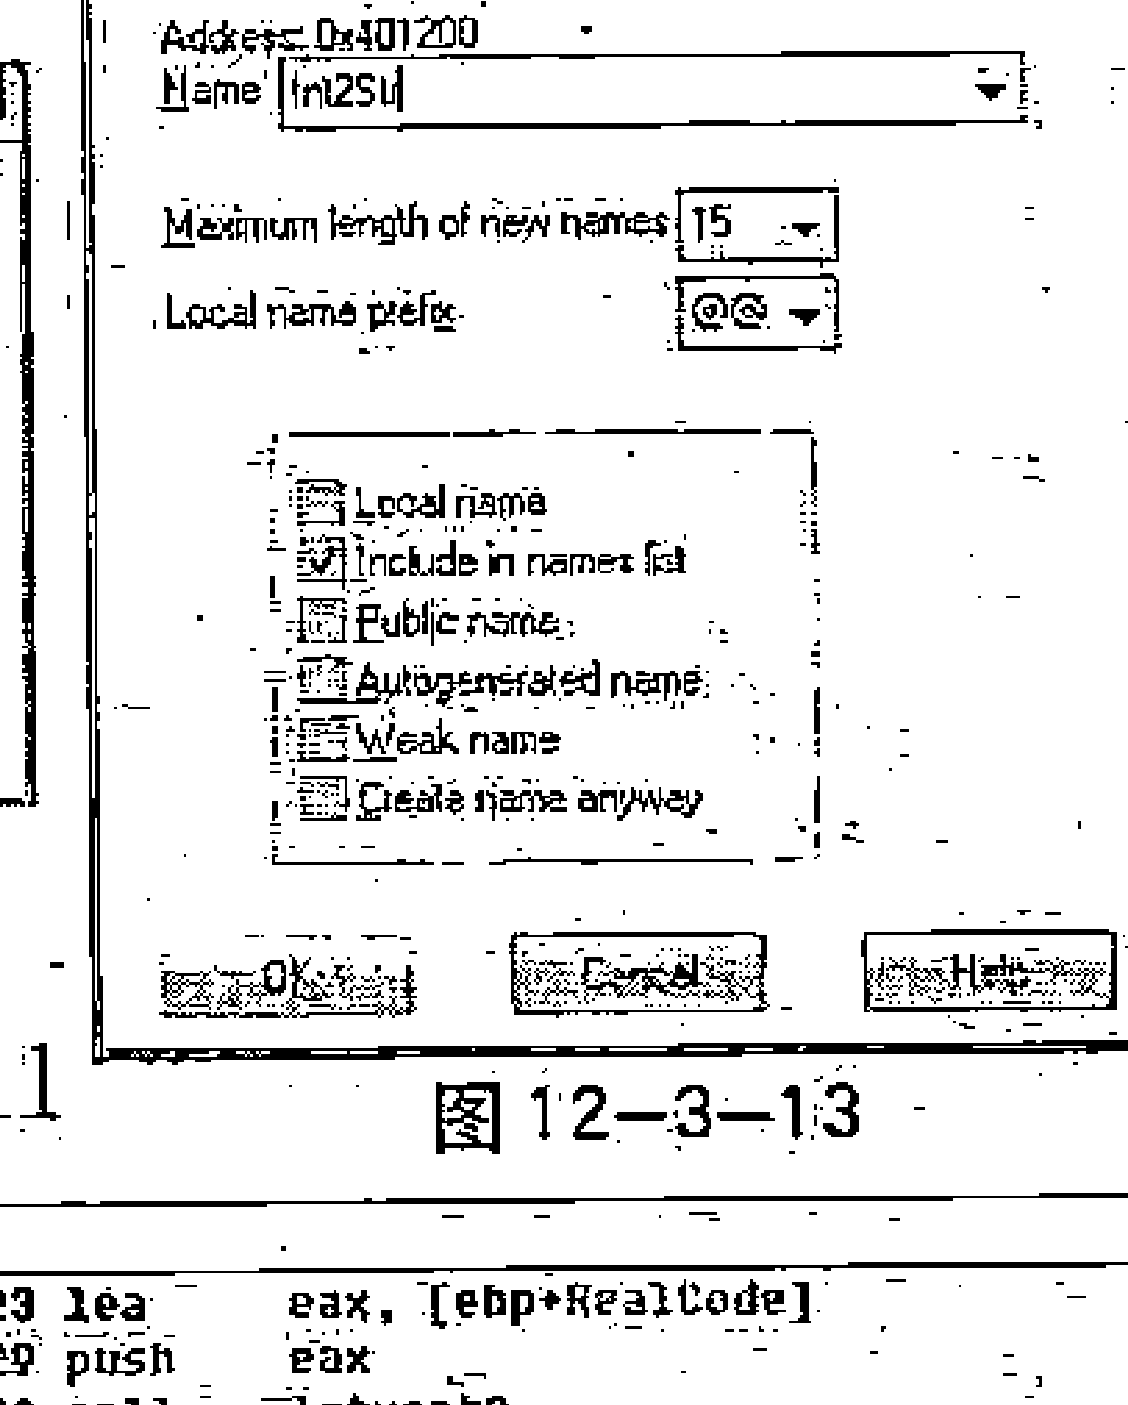 Address: 0x401200
Name Int2Str
Maximum length of new names 15
Local name prefix @@
Local name
Include in names list
Public name
Autogenerated name
Weak name
Create name anyway
OK Cancel Help
1
图 12-3-13
lea eax, [ebp+RealCode]
push eax